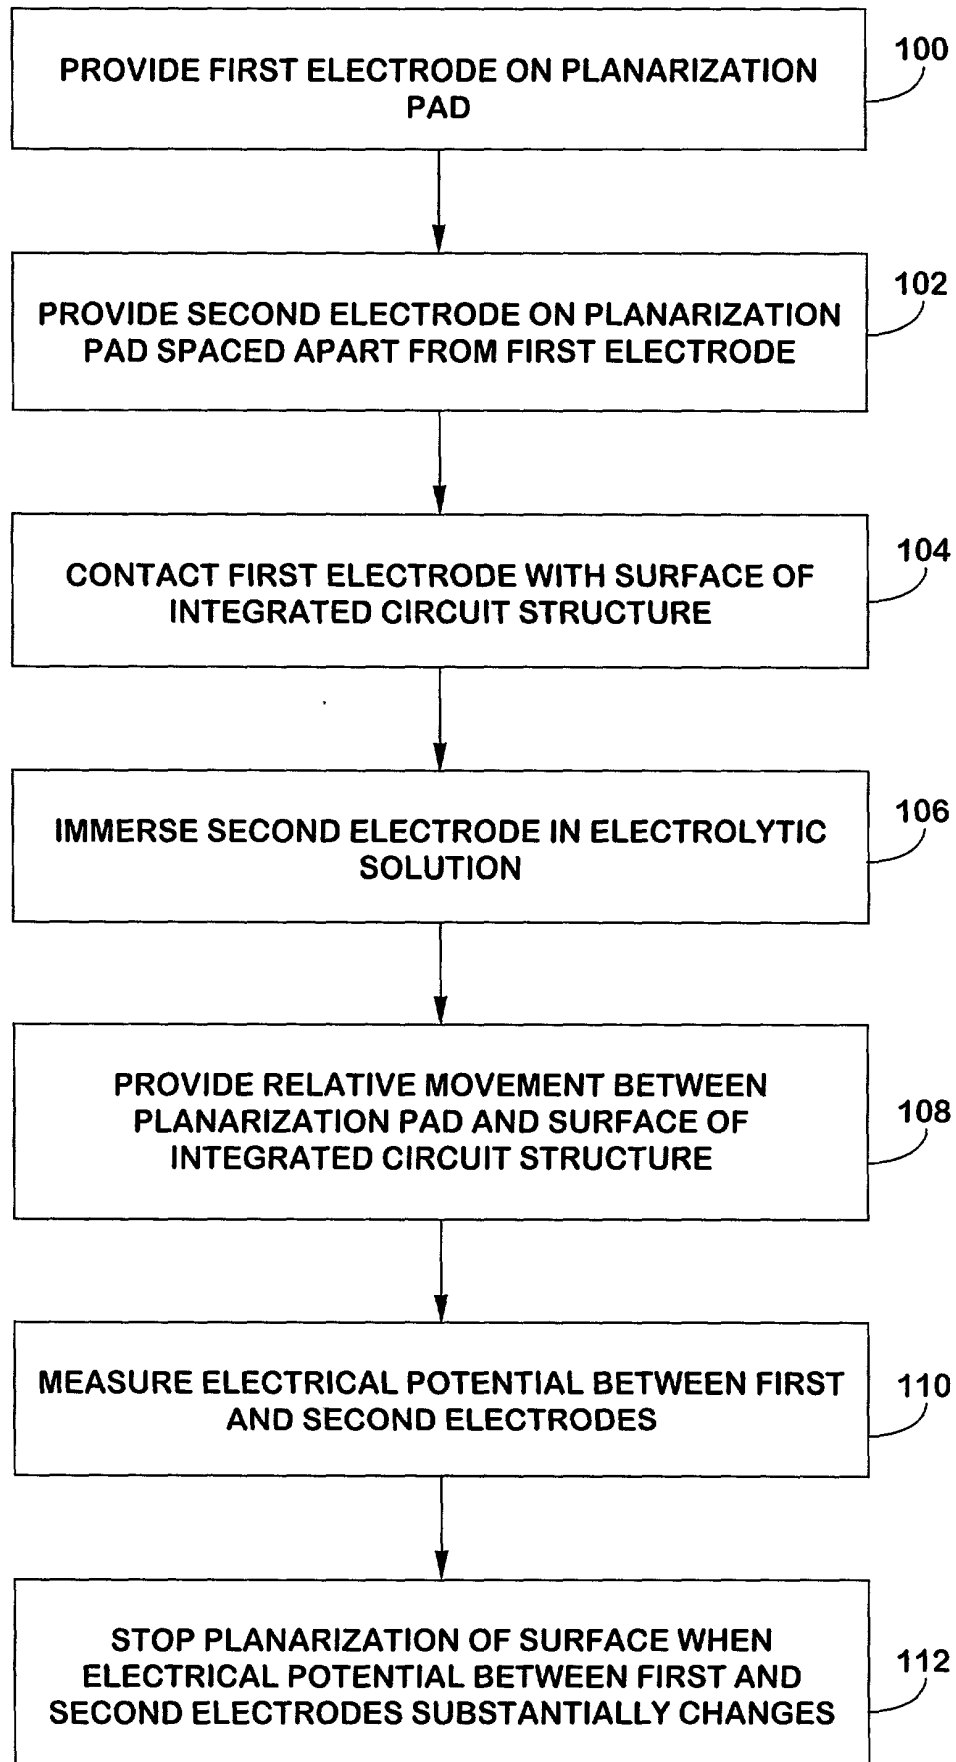 PROVIDE FIRST ELECTRODE ON PLANARIZATION
PAD
100
PROVIDE SECOND ELECTRODE ON PLANARIZATION
PAD SPACED APART FROM FIRST ELECTRODE
102
CONTACT FIRST ELECTRODE WITH SURFACE OF
INTEGRATED CIRCUIT STRUCTURE
104
IMMERSE SECOND ELECTRODE IN ELECTROLYTIC
SOLUTION
106
PROVIDE RELATIVE MOVEMENT BETWEEN
PLANARIZATION PAD AND SURFACE OF
INTEGRATED CIRCUIT STRUCTURE
108
MEASURE ELECTRICAL POTENTIAL BETWEEN FIRST
AND SECOND ELECTRODES
110
STOP PLANARIZATION OF SURFACE WHEN
ELECTRICAL POTENTIAL BETWEEN FIRST AND
SECOND ELECTRODES SUBSTANTIALLY CHANGES
112